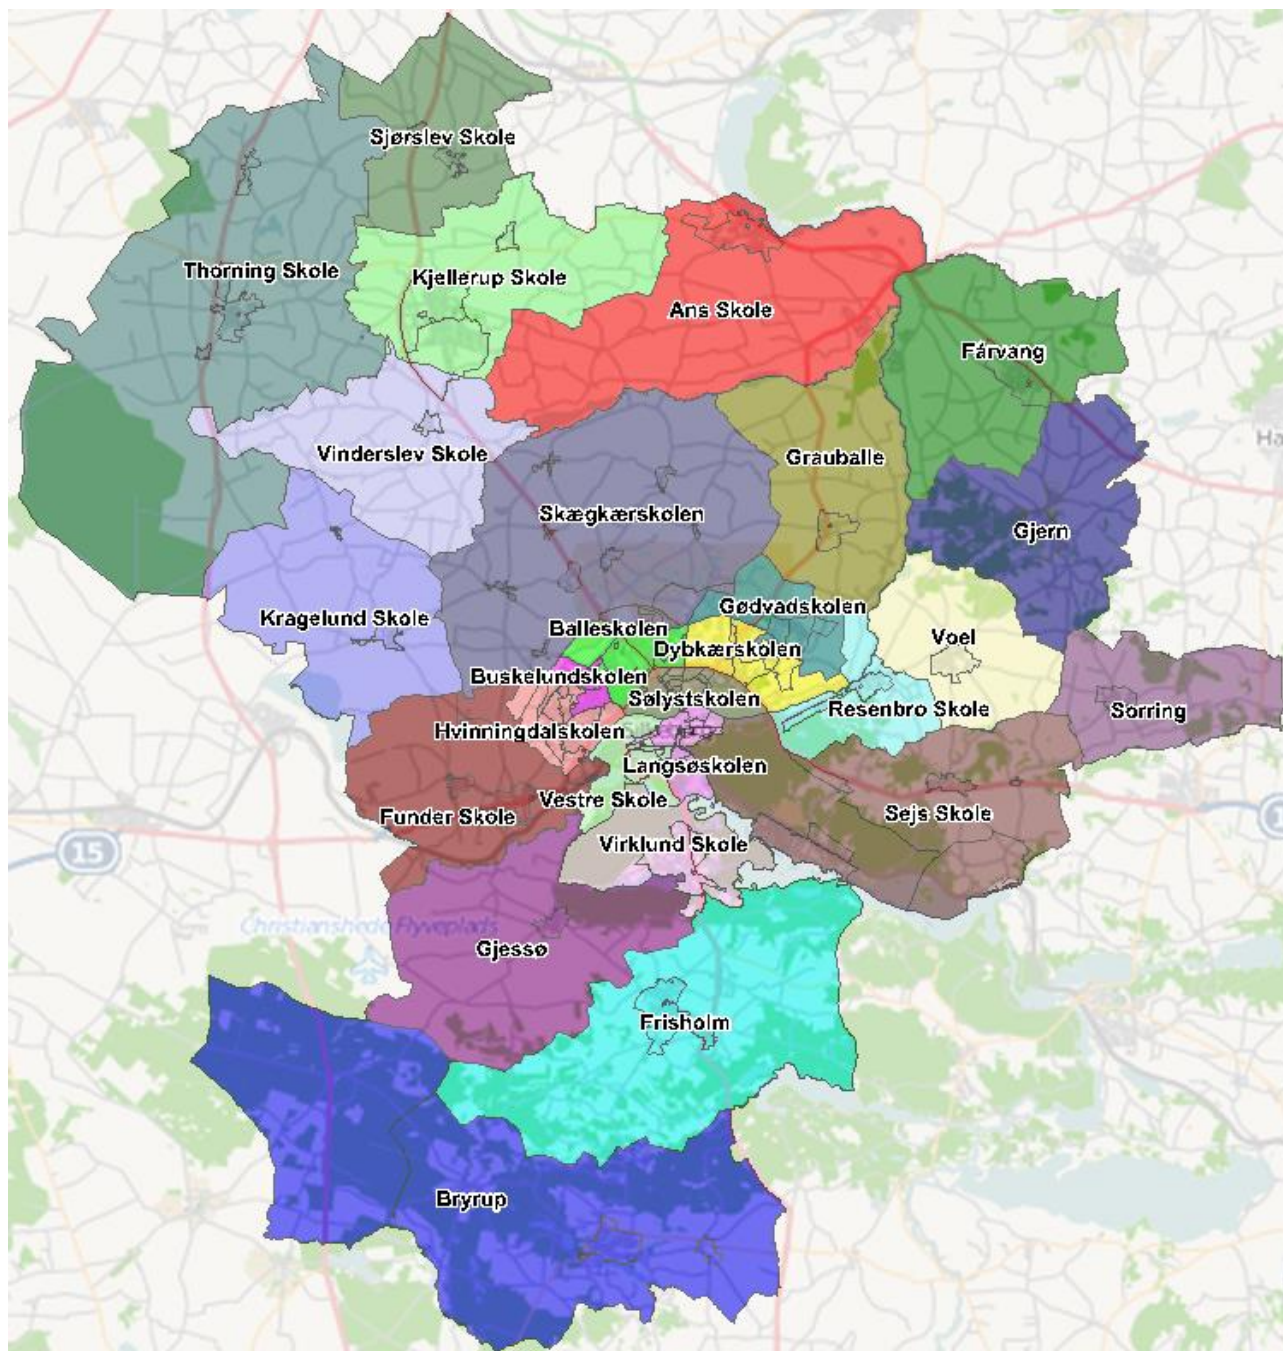 Sjørslev Skole
Thorning Skole
Kjellerup Skole
Ans Skole
Fårvang
Vinderslev Skole
Grauballe
Ha
Skægkærskolen
Gjern
Kragelund Skole
Gødvadskolen
Balleskolen
Dybkærskolen
Voel
Buskelundskolen
Sølystskolen
Resenbro Skole
Sorring
Hvinningdalskolen
Langsøskolen
Vestre Skole
Funder Skole
Sejs Skole
Virklund Skole
15
Christianshede Flyveplads
Gjessø
Frisholm
Bryrup